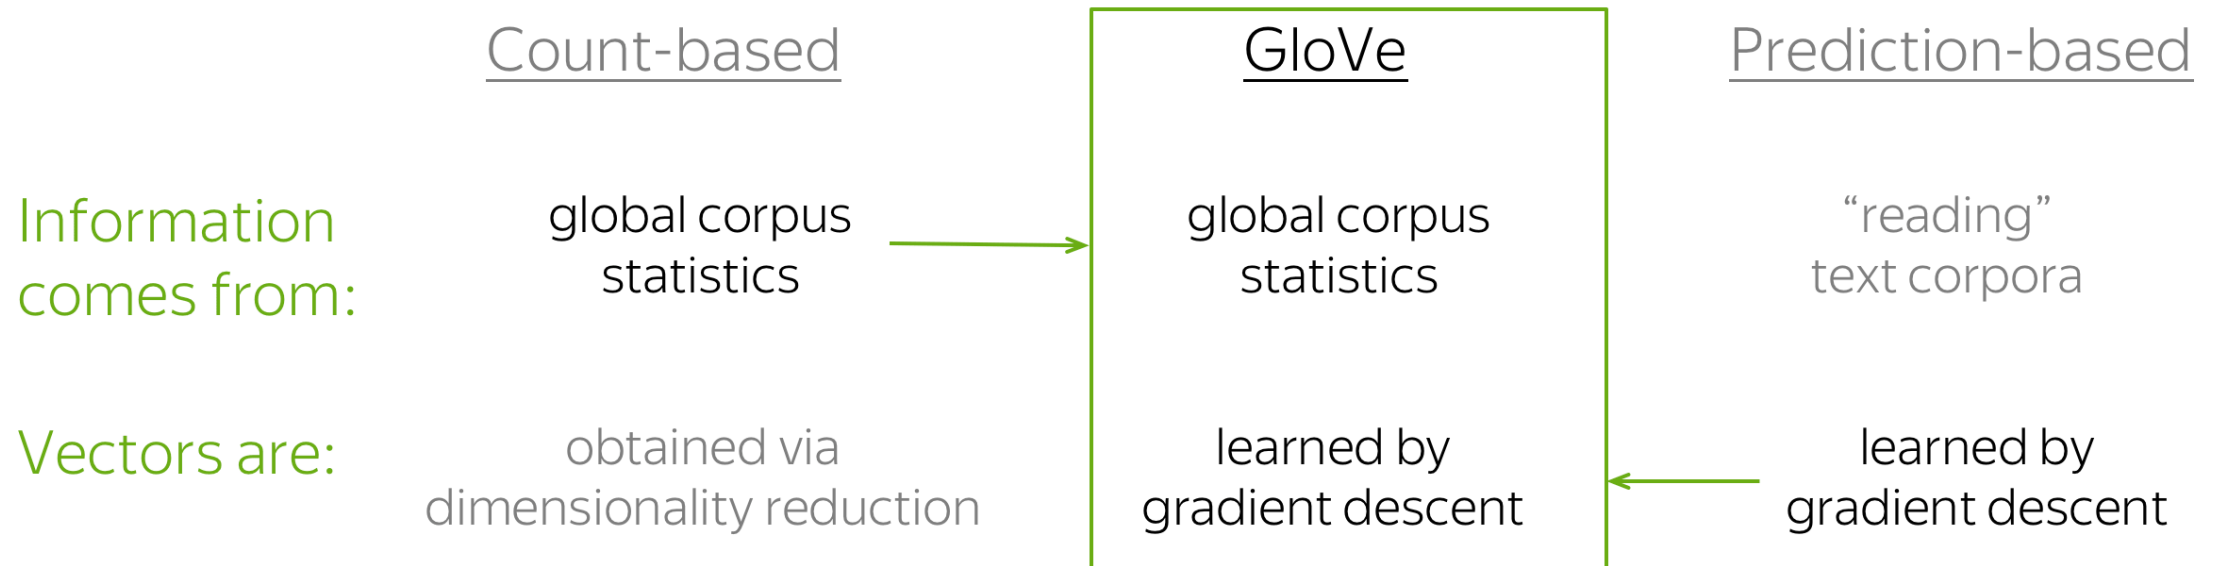 Count-based GloVe Prediction-based
Information
comes from:
global corpus
statistics
global corpus
statistics
“reading”
text corpora
Vectors are:
obtained via
dimensionality reduction
learned by
gradient descent
learned by
gradient descent